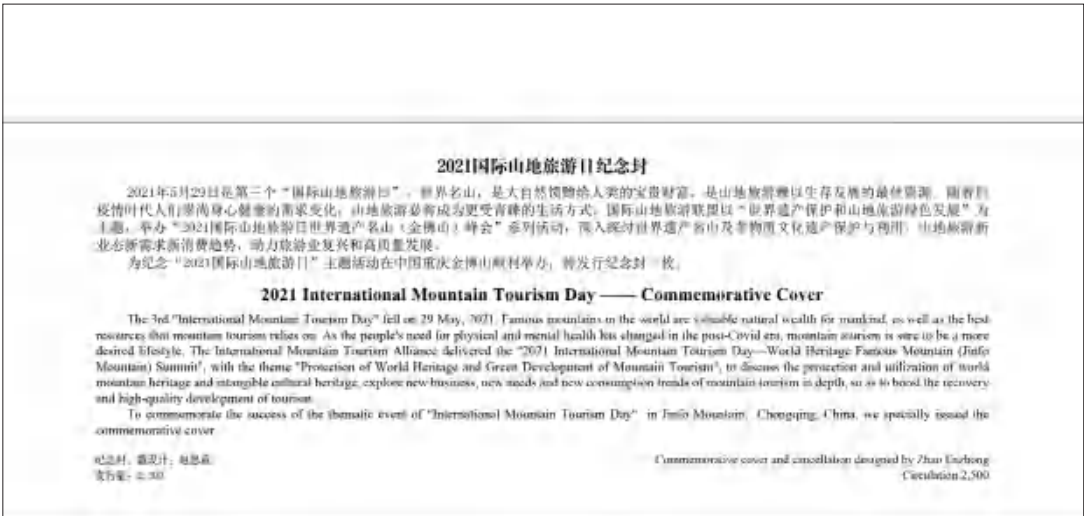 2021国际山地旅游日纪念封
2021年5月29日是第三个“国际山地旅游日”。世界名山，是大自然馈赠给人类的宝贵财富，是山地旅游赖以生存发展的最佳资源。随着后
疫情时代人们对身心健康的需求变化，山地旅游必将成为更受青睐的生活方式。国际山地旅游联盟以“世界遗产保护和山地旅游绿色发展”为
主题，举办“2021国际山地旅游日世界遗产名山（金佛山）峰会”系列活动，深入探讨世界遗产名山及非物质文化遗产保护与利用、山地旅游新
业态新需求新消费趋势，助力旅游业复兴和高质量发展。
为纪念“2021国际山地旅游日”主题活动在中国重庆金佛山顺利举办，特发行纪念封一枚。
2021 International Mountain Tourism Day —— Commemorative Cover
The 3rd "International Mountain Tourism Day" fell on 29 May, 2021. Famous mountains in the world are valuable natural wealth for mankind, as well as the best
resources that mountain tourism relies on. As the people's need for physical and mental health has changed in the post-Covid era, mountain tourism is sure to be a more
desired lifestyle. The International Mountain Tourism Alliance delivered the "2021 International Mountain Tourism Day—World Heritage Famous Mountain (Jinfo
Mountain) Summit", with the theme "Protection of World Heritage and Green Development of Mountain Tourism", to discuss the protection and utilization of world
mountain heritage and intangible cultural heritage, explore new business, new needs and new consumption trends of mountain tourism in depth, so as to boost the recovery
and high-quality development of tourism.
To commemorate the success of the thematic event of "International Mountain Tourism Day" in Jinfo Mountain, Chongqing, China, we specially issued the
commemorative cover
纪念封、戳设计：赵恩
发行量：2,500
Commemorative cover and cancellation designed by Zhao
Circulation 2,500